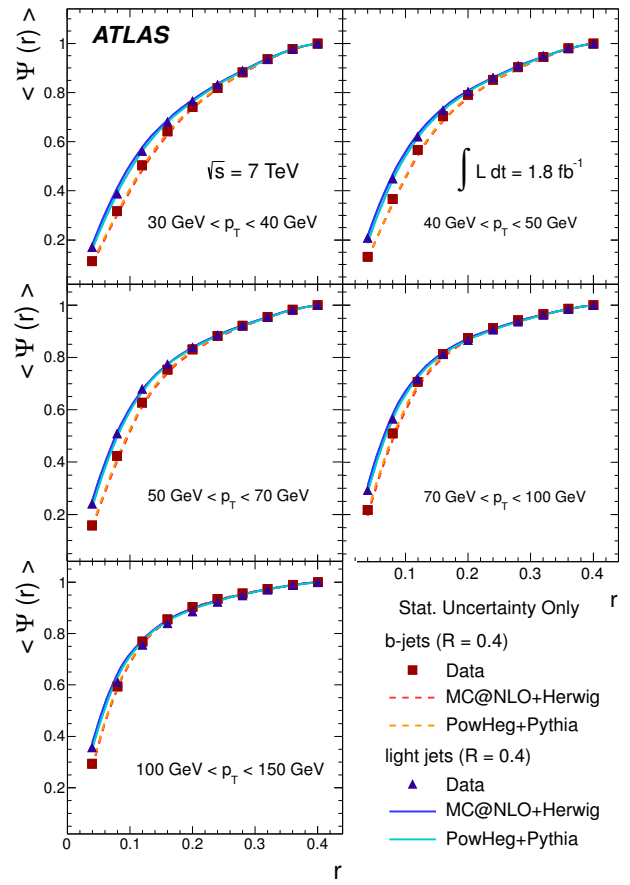 ATLAS
< Ψ (r) >
1
0.8
0.6
0.4
0.2
√s = 7 TeV
30 GeV < p_T < 40 GeV
∫ L dt = 1.8 fb⁻¹
40 GeV < p_T < 50 GeV
< Ψ (r) >
1
0.8
0.6
0.4
0.2
50 GeV < p_T < 70 GeV
70 GeV < p_T < 100 GeV
0.1 0.2 0.3 0.4
r
< Ψ (r) >
1
0.8
0.6
0.4
0.2
100 GeV < p_T < 150 GeV
0 0.1 0.2 0.3 0.4
r
Stat. Uncertainty Only
b-jets (R = 0.4)
Data
MC@NLO+Herwig
PowHeg+Pythia
light jets (R = 0.4)
Data
MC@NLO+Herwig
PowHeg+Pythia